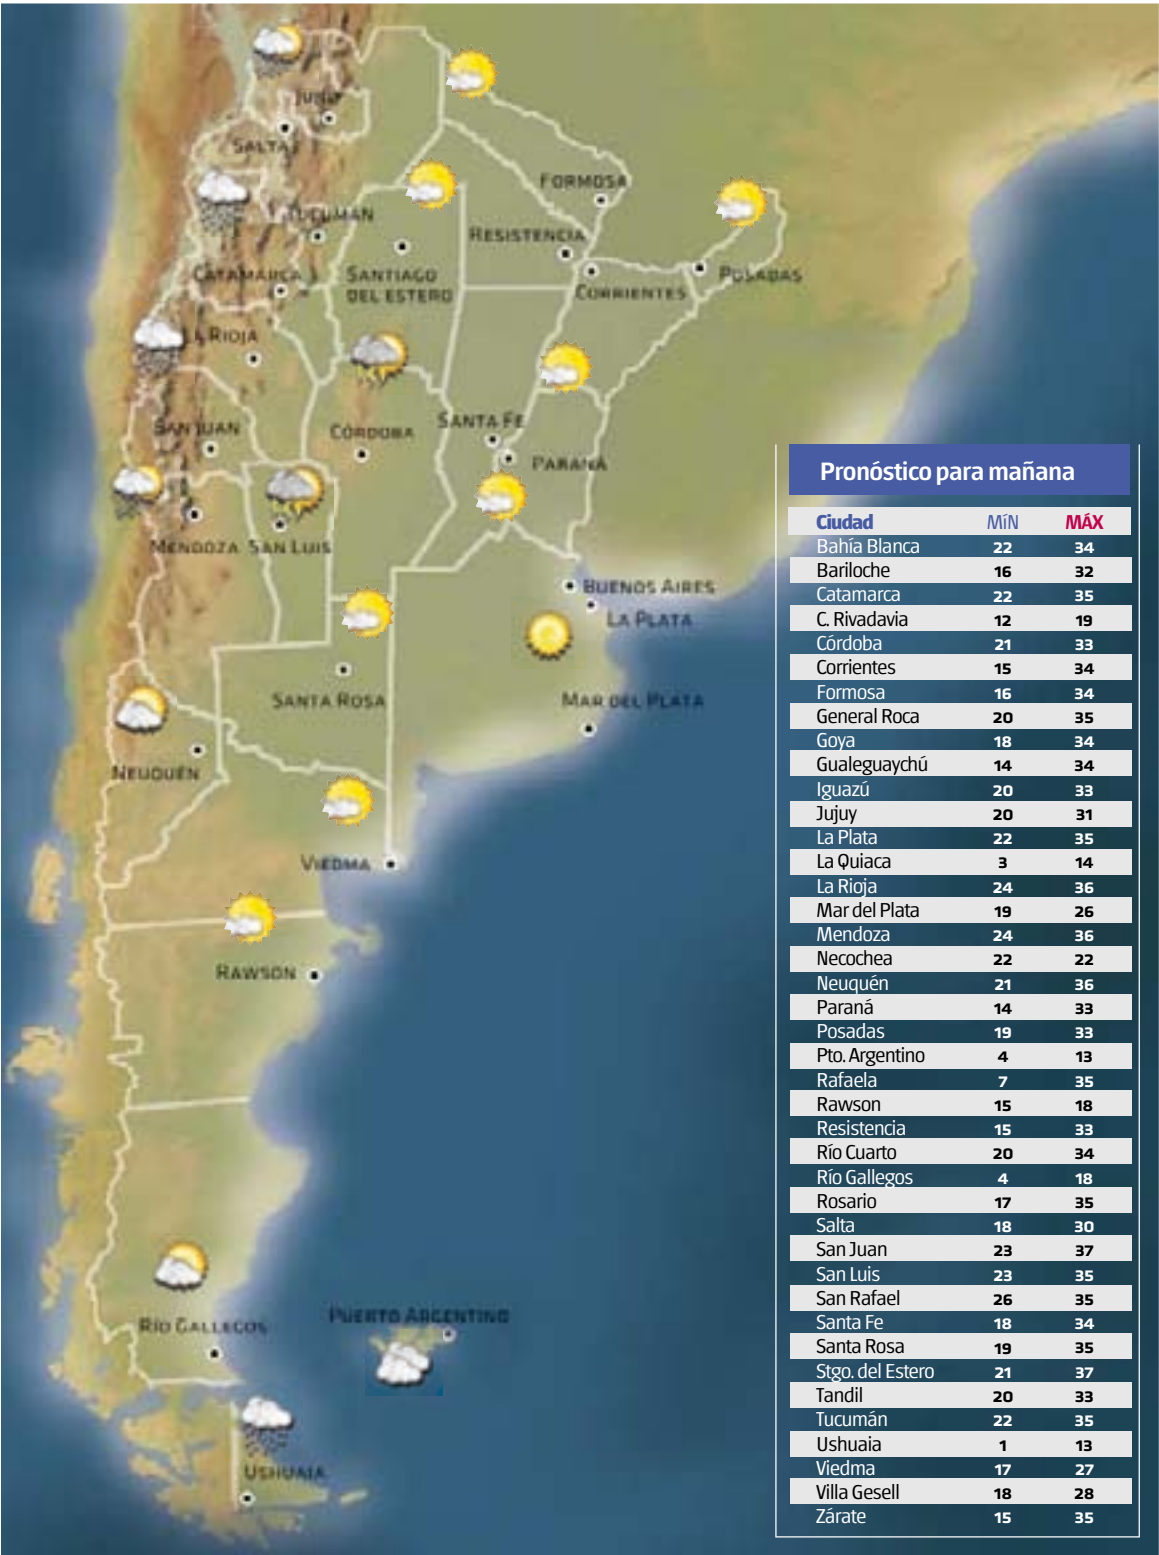 JUJUY
SALTA
FORMOSA
TUCUMÁN
RESISTENCIA
CATAMARCA
SANTIAGO
DEL ESTERO
POSADAS
CORRIENTES
LA RIOJA
SAN JUAN
CÓRDOBA
SANTA FE
PARANÁ
MENDOZA
SAN LUIS
BUENOS AIRES
LA PLATA
SANTA ROSA
MAR DEL PLATA
NEUQUÉN
VIEDMA
RAWSON
RÍO GALLEGOS
PUERTO ARGENTINO
USHUAIA
Pronóstico para mañana
Ciudad MíN MÁX
Bahía Blanca 22 34
Bariloche 16 32
Catamarca 22 35
C. Rivadavia 12 19
Córdoba 21 33
Corrientes 15 34
Formosa 16 34
General Roca 20 35
Goya 18 34
Gualeguaychú 14 34
Iguazú 20 33
Jujuy 20 31
La Plata 22 35
La Quiaca 3 14
La Rioja 24 36
Mar del Plata 19 26
Mendoza 24 36
Necochea 22 22
Neuquén 21 36
Paraná 14 33
Posadas 19 33
Pto. Argentino 4 13
Rafaela 7 35
Rawson 15 18
Resistencia 15 33
Río Cuarto 20 34
Río Gallegos 4 18
Rosario 17 35
Salta 18 30
San Juan 23 37
San Luis 23 35
San Rafael 26 35
Santa Fe 18 34
Santa Rosa 19 35
Stgo. del Estero 21 37
Tandil 20 33
Tucumán 22 35
Ushuaia 1 13
Viedma 17 27
Villa Gesell 18 28
Zárate 15 35